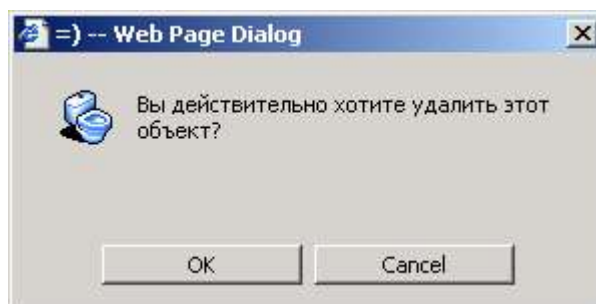 =) -- Web Page Dialog
Вы действительно хотите удалить этот
объект?
OK
Cancel